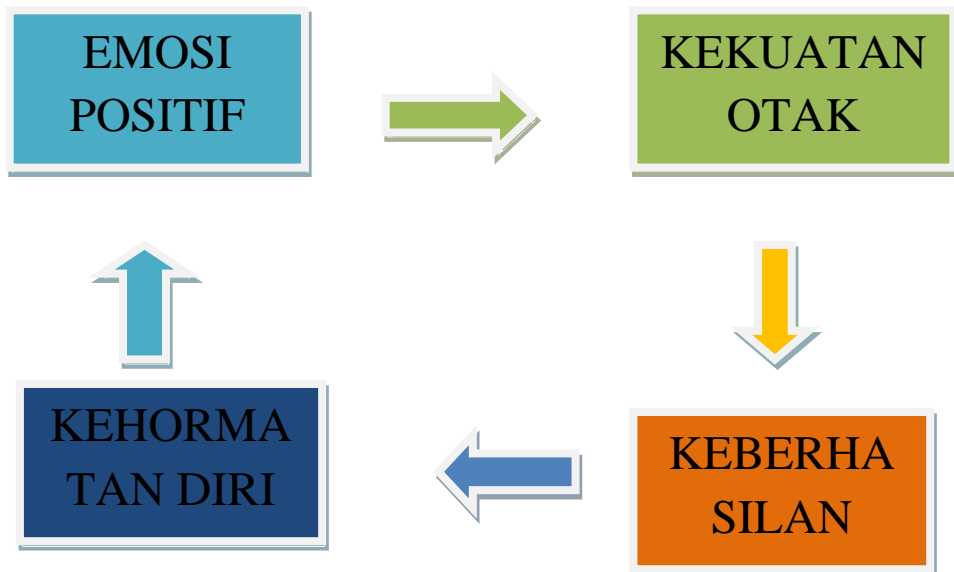 EMOSI
POSITIF
KEKUATAN
OTAK
KEHORMA
TAN DIRI
KEBERHA
SILAN